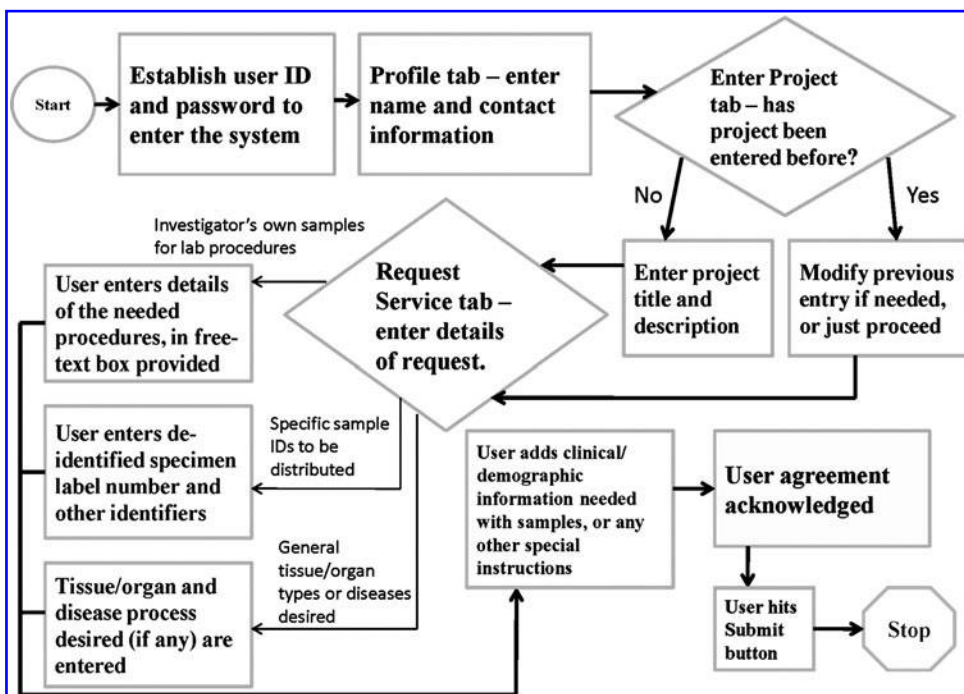 Start
Establish user ID
and password to
enter the system
Profile tab – enter
name and contact
information
Enter Project
tab – has
project been
entered before?
No
Yes
Enter project
title and
description
Modify previous
entry if needed,
or just proceed
Request
Service tab –
enter details
of request.
Investigator's own samples
for lab procedures
User enters details
of the needed
procedures, in free-
text box provided
Specific sample
IDs to be
distributed
User enters de-
identified specimen
label number and
other identifiers
General
tissue/organ
types or diseases
desired
Tissue/organ and
disease process
desired (if any) are
entered
User adds clinical/
demographic
information needed
with samples, or any
other special
instructions
User agreement
acknowledged
User hits
Submit
button
Stop